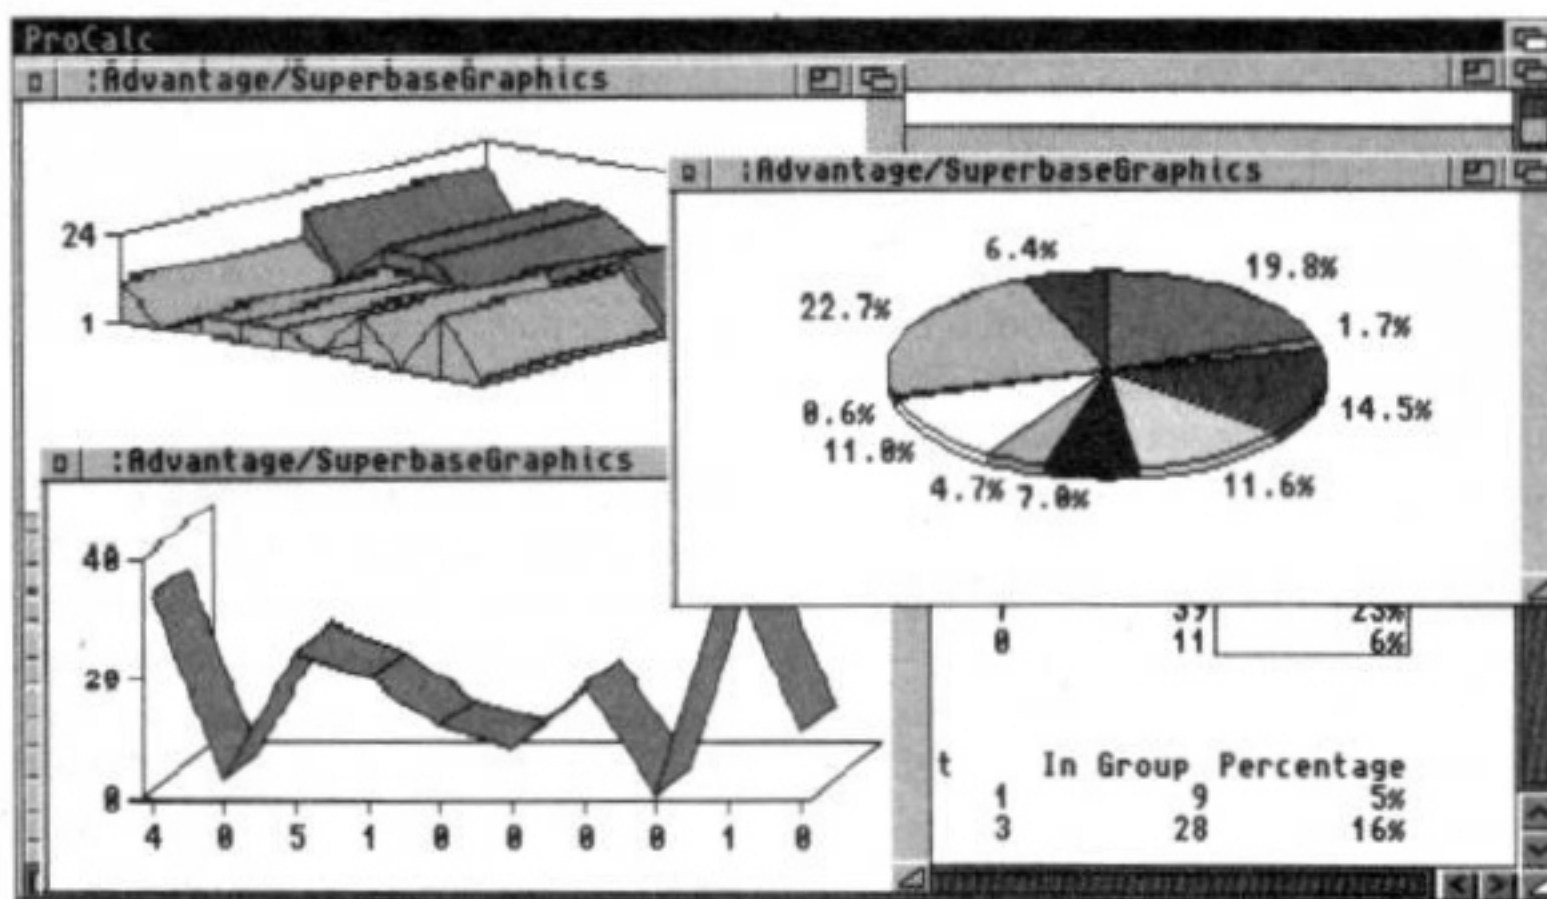 ProCalc
:Advantage/SuperbaseGraphics
:Advantage/SuperbaseGraphics
24
1
6.4%
19.8%
22.7%
1.7%
0.6%
14.5%
11.0%
4.7%
7.0%
11.6%
:Advantage/SuperbaseGraphics
40
20
0
4 0 5 1 0 0 0 0 1 0
39 23%
0 11 6%
t In Group Percentage
1 9 5%
3 28 16%